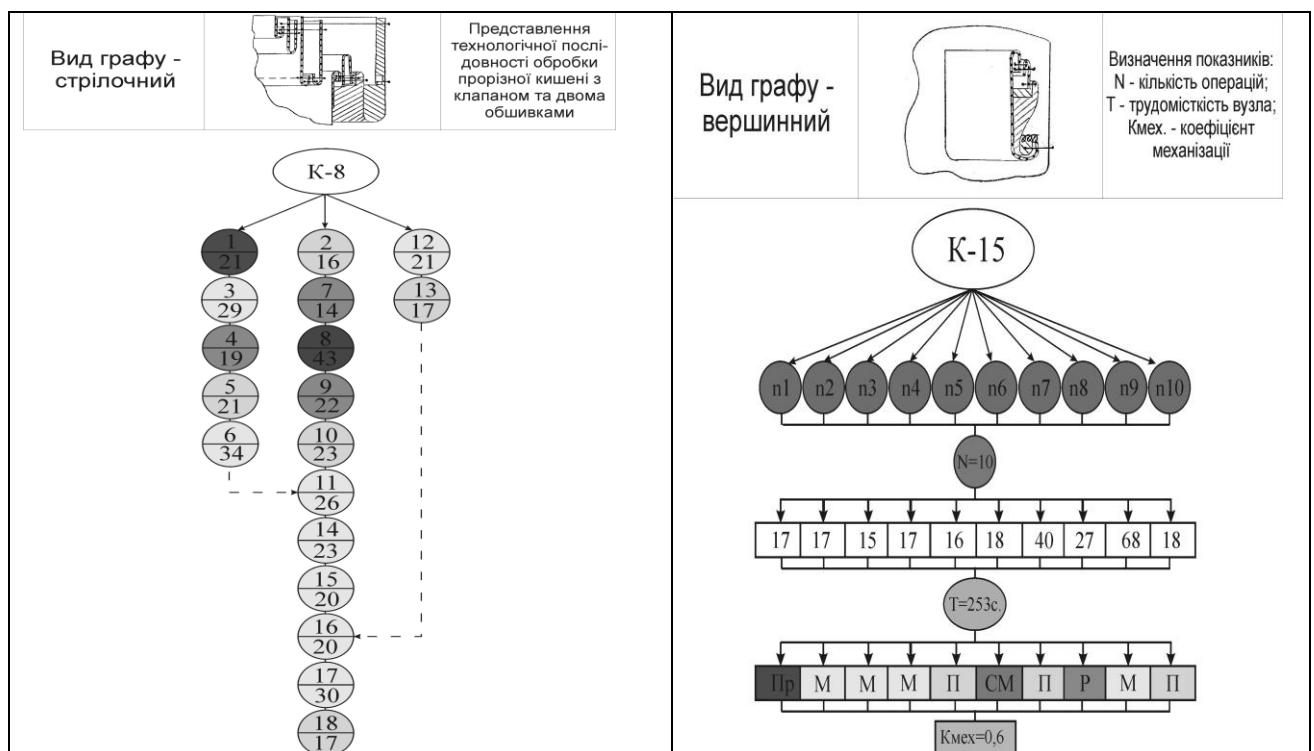 Вид графу -
стрілочний
Представлення
технологічної послі-
довності обробки
прорізної кишені з
клапаном та двома
обшивками
К-8
1
21
2
16
12
21
3
29
7
14
13
17
4
19
8
43
5
21
9
22
6
34
10
23
11
26
14
23
15
20
16
20
17
30
18
17
Вид графу -
вершинний
Визначення показників:
N - кількість операцій;
Т - трудомісткість вузла;
Кмех. - коефіцієнт
механізації
К-15
n1 n2 n3 n4 n5 n6 n7 n8 n9 n10
N=10
17 17 15 17 16 18 40 27 68 18
Т=253с.
Пр М М М П СМ П Р М П
Кмех=0,6